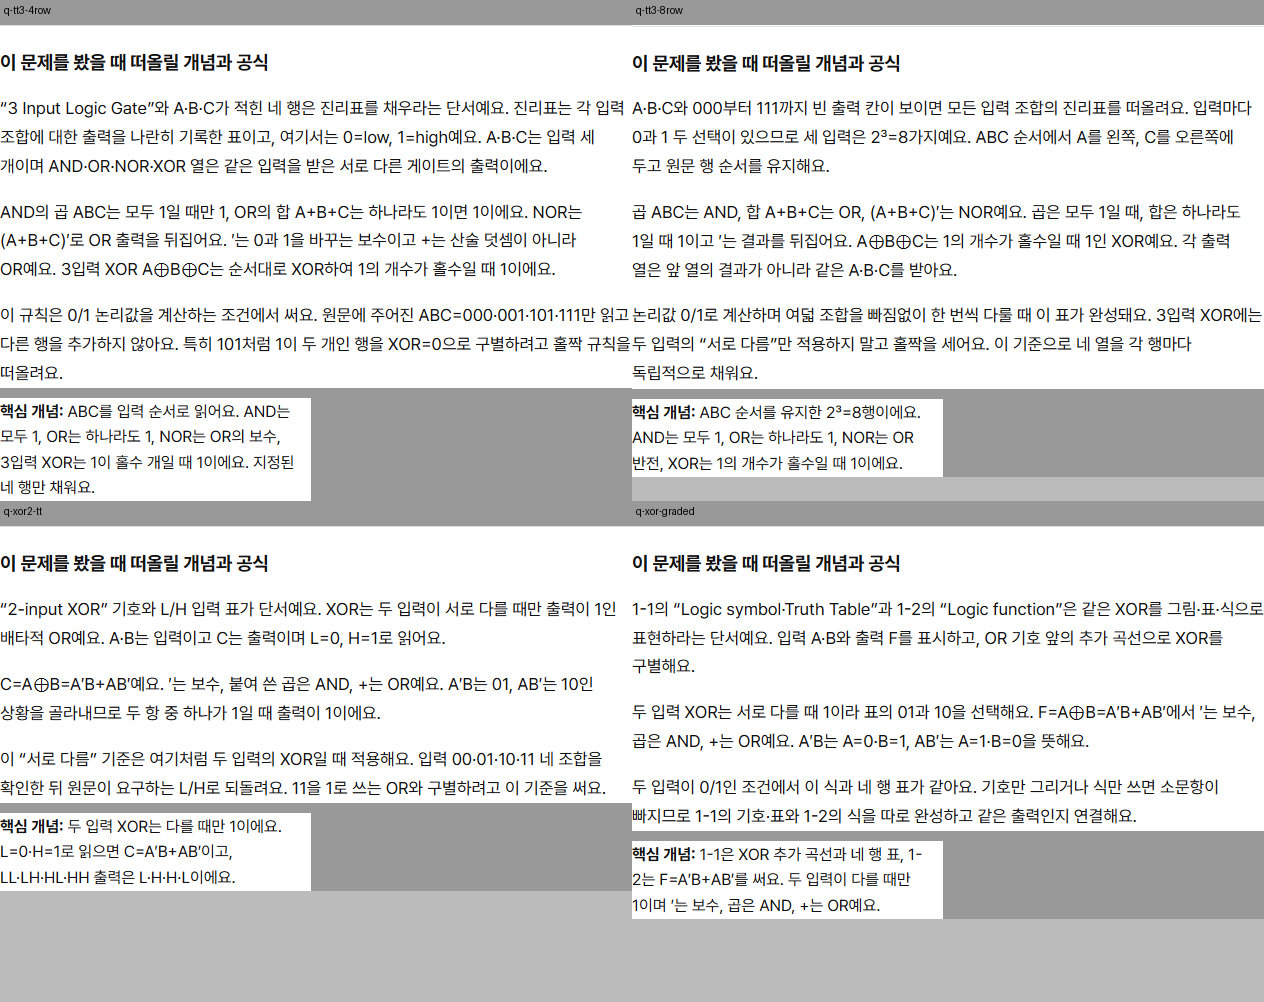 q-tt3-4row
이 문제를 봤을 때 떠올릴 개념과 공식
“3 Input Logic Gate”와 A·B·C가 적힌 네 행은 진리표를 채우라는 단서예요. 진리표는 각 입력
조합에 대한 출력을 나란히 기록한 표이고, 여기서는 0=low, 1=high예요. A·B·C는 입력 세
개이며 AND·OR·NOR·XOR 열은 같은 입력을 받은 서로 다른 게이트의 출력이에요.
AND의 곱 ABC는 모두 1일 때만 1, OR의 합 A+B+C는 하나라도 1이면 1이에요. NOR는
(A+B+C)′로 OR 출력을 뒤집어요. ′는 0과 1을 바꾸는 보수이고 +는 산술 덧셈이 아니라
OR예요. 3입력 XOR A⊕B⊕C는 순서대로 XOR하여 1의 개수가 홀수일 때 1이에요.
이 규칙은 0/1 논리값을 계산하는 조건에서 써요. 원문에 주어진 ABC=000·001·101·111만 읽고
다른 행을 추가하지 않아요. 특히 101처럼 1이 두 개인 행을 XOR=0으로 구별하려고 홀짝 규칙을
떠올려요.
핵심 개념: ABC를 입력 순서로 읽어요. AND는
모두 1, OR는 하나라도 1, NOR는 OR의 보수,
3입력 XOR는 1이 홀수 개일 때 1이에요. 지정된
네 행만 채워요.
q-tt3-8row
이 문제를 봤을 때 떠올릴 개념과 공식
A·B·C와 000부터 111까지 빈 출력 칸이 보이면 모든 입력 조합의 진리표를 떠올려요. 입력마다
0과 1 두 선택이 있으므로 세 입력은 2³=8가지예요. ABC 순서에서 A를 왼쪽, C를 오른쪽에
두고 원문 행 순서를 유지해요.
곱 ABC는 AND, 합 A+B+C는 OR, (A+B+C)′는 NOR예요. 곱은 모두 1일 때, 합은 하나라도
1일 때 1이고 ′는 결과를 뒤집어요. A⊕B⊕C는 1의 개수가 홀수일 때 1인 XOR예요. 각 출력
열은 앞 열의 결과가 아니라 같은 A·B·C를 받아요.
논리값 0/1로 계산하며 여덟 조합을 빠짐없이 한 번씩 다룰 때 이 표가 완성돼요. 3입력 XOR에는
두 입력의 “서로 다름”만 적용하지 말고 홀짝을 세어요. 이 기준으로 네 열을 각 행마다
독립적으로 채워요.
핵심 개념: ABC 순서를 유지한 2³=8행이에요.
AND는 모두 1, OR는 하나라도 1, NOR는 OR
반전, XOR는 1의 개수가 홀수일 때 1이에요.
q-xor2-tt
이 문제를 봤을 때 떠올릴 개념과 공식
“2-input XOR” 기호와 L/H 입력 표가 단서예요. XOR는 두 입력이 서로 다를 때만 출력이 1인
배타적 OR예요. A·B는 입력이고 C는 출력이며 L=0, H=1로 읽어요.
C=A⊕B=A′B+AB′예요. ′는 보수, 붙여 쓴 곱은 AND, +는 OR예요. A′B는 01, AB′는 10인
상황을 골라내므로 두 항 중 하나가 1일 때 출력이 1이에요.
이 “서로 다름” 기준은 여기처럼 두 입력의 XOR일 때 적용해요. 입력 00·01·10·11 네 조합을
확인한 뒤 원문이 요구하는 L/H로 되돌려요. 11을 1로 쓰는 OR와 구별하려고 이 기준을 써요.
핵심 개념: 두 입력 XOR는 다를 때만 1이에요.
L=0·H=1로 읽으면 C=A′B+AB′이고,
LL·LH·HL·HH 출력은 L·H·H·L이에요.
q-xor-graded
이 문제를 봤을 때 떠올릴 개념과 공식
1-1의 “Logic symbol·Truth Table”과 1-2의 “Logic function”은 같은 XOR를 그림·표·식으로
표현하라는 단서예요. 입력 A·B와 출력 F를 표시하고, OR 기호 앞의 추가 곡선으로 XOR를
구별해요.
두 입력 XOR는 서로 다를 때 1이라 표의 01과 10을 선택해요. F=A⊕B=A′B+AB′에서 ′는 보수,
곱은 AND, +는 OR예요. A′B는 A=0·B=1, AB′는 A=1·B=0을 뜻해요.
두 입력이 0/1인 조건에서 이 식과 네 행 표가 같아요. 기호만 그리거나 식만 쓰면 소문항이
빠지므로 1-1의 기호·표와 1-2의 식을 따로 완성하고 같은 출력인지 연결해요.
핵심 개념: 1-1은 XOR 추가 곡선과 네 행 표, 1-
2는 F=A′B+AB′를 써요. 두 입력이 다를 때만
1이며 ′는 보수, 곱은 AND, +는 OR예요.